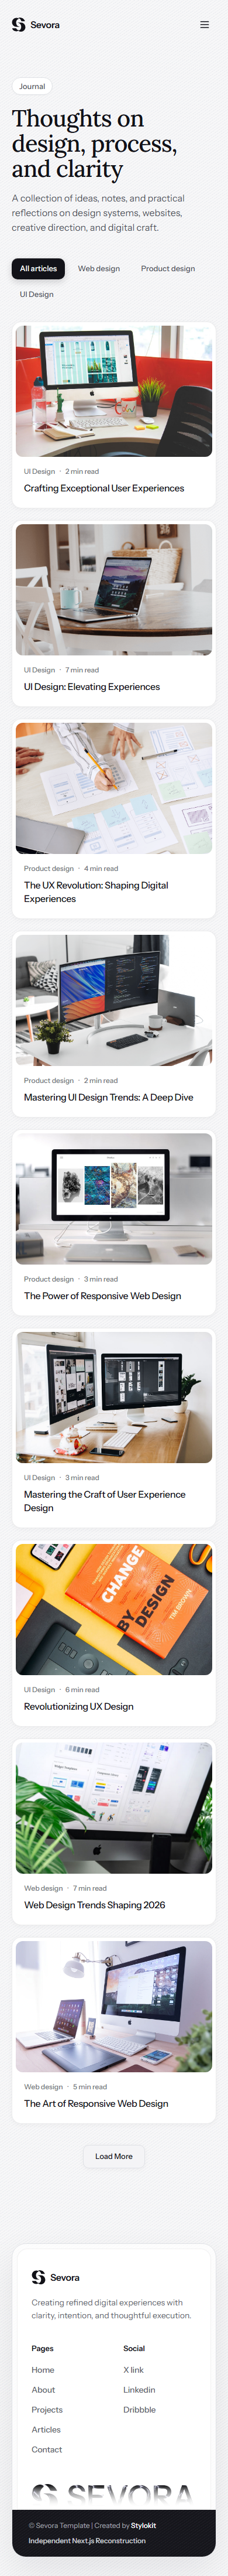 Sevora
Journal
Thoughts on
design, process,
and clarity
A collection of ideas, notes, and practical
reflections on design systems, websites,
creative direction, and digital craft.
All articles
Web design
Product design
UI Design
UI Design · 2 min read
Crafting Exceptional User Experiences
UI Design · 7 min read
UI Design: Elevating Experiences
Product design · 4 min read
The UX Revolution: Shaping Digital
Experiences
Product design · 2 min read
Mastering UI Design Trends: A Deep Dive
Product design · 3 min read
The Power of Responsive Web Design
UI Design · 3 min read
Mastering the Craft of User Experience
Design
CHANGE
BY
DESIGN
TIM BROWN
UI Design · 6 min read
Revolutionizing UX Design
Web design · 7 min read
Web Design Trends Shaping 2026
Web design · 5 min read
The Art of Responsive Web Design
Load More
Sevora
Creating refined digital experiences with
clarity, intention, and thoughtful execution.
Pages
Home
About
Projects
Articles
Contact
Social
X link
Linkedin
Dribbble
SEVORA
© Sevora Template | Created by Stylokit
Independent Next.js Reconstruction